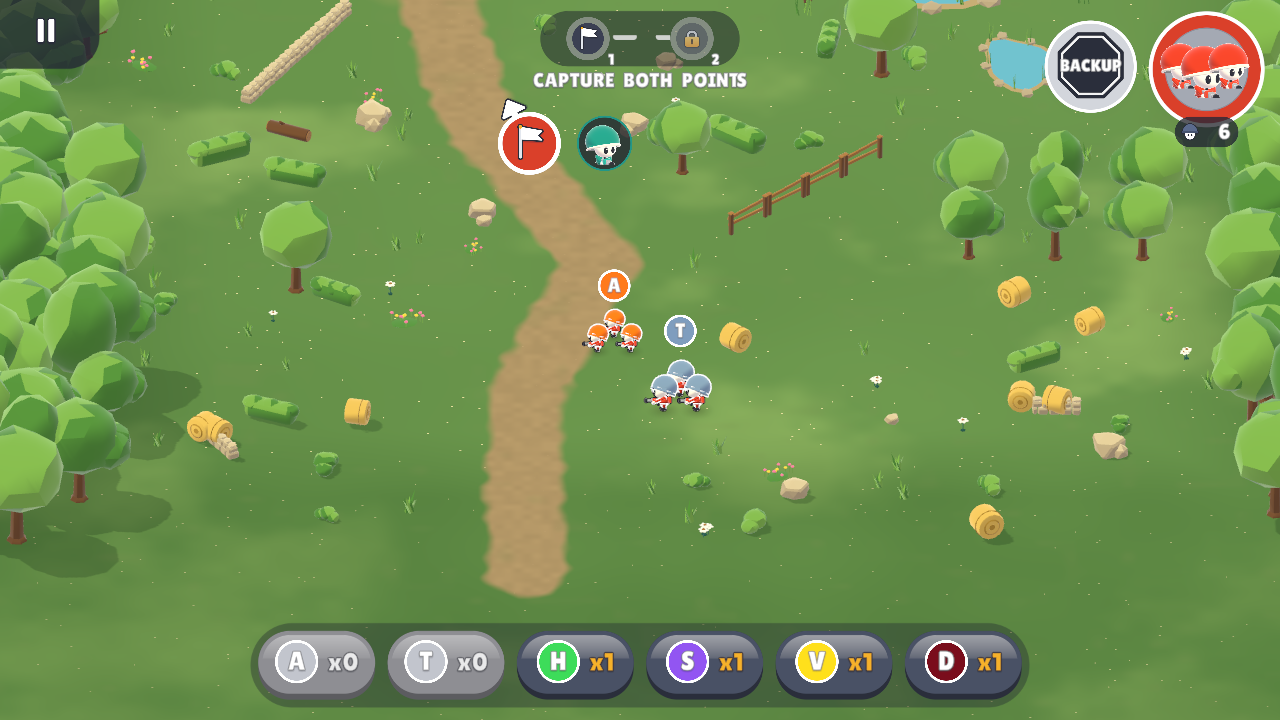 1
2
CAPTURE BOTH POINTS
BACKUP
6
A
T
A x0
T x0
H x1
S x1
V x1
D x1